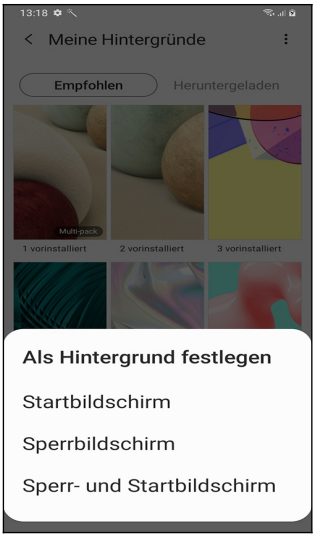 13:18
Meine Hintergründe
Empfohlen Heruntergeladen
Multi-pack
1 vorinstalliert 2 vorinstalliert 3 vorinstalliert
Als Hintergrund festlegen
Startbildschirm
Sperrbildschirm
Sperr- und Startbildschirm